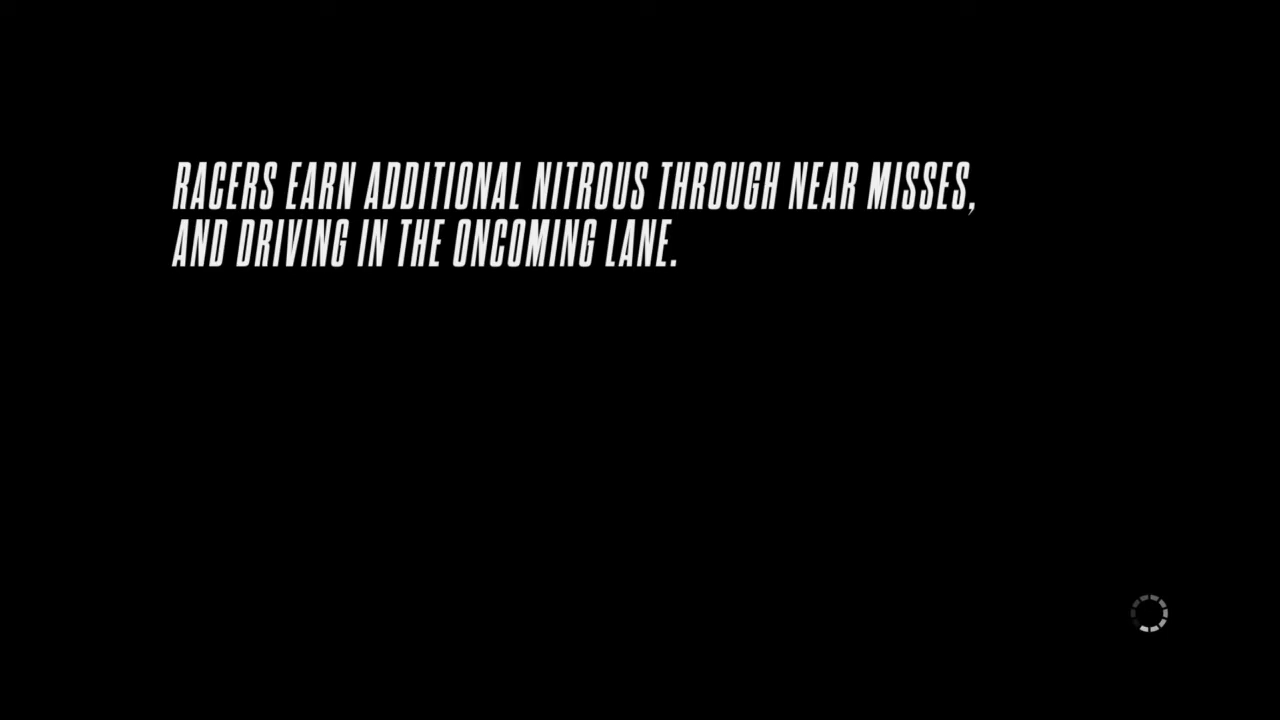 RACERS EARN ADDITIONAL NITROUS THROUGH NEAR MISSES,
AND DRIVING IN THE ONCOMING LANE.